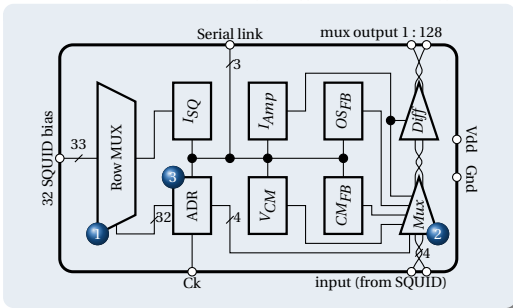 Serial link
mux output 1 : 128
3
32 SQUID bias
33
Row MUX
I_SQ
I_Amp
OS_FB
Diff
Vdd
Gnd
3
ADR
32
4
V_CM
CM_FB
Mux
1
2
4
Ck
input (from SQUID)